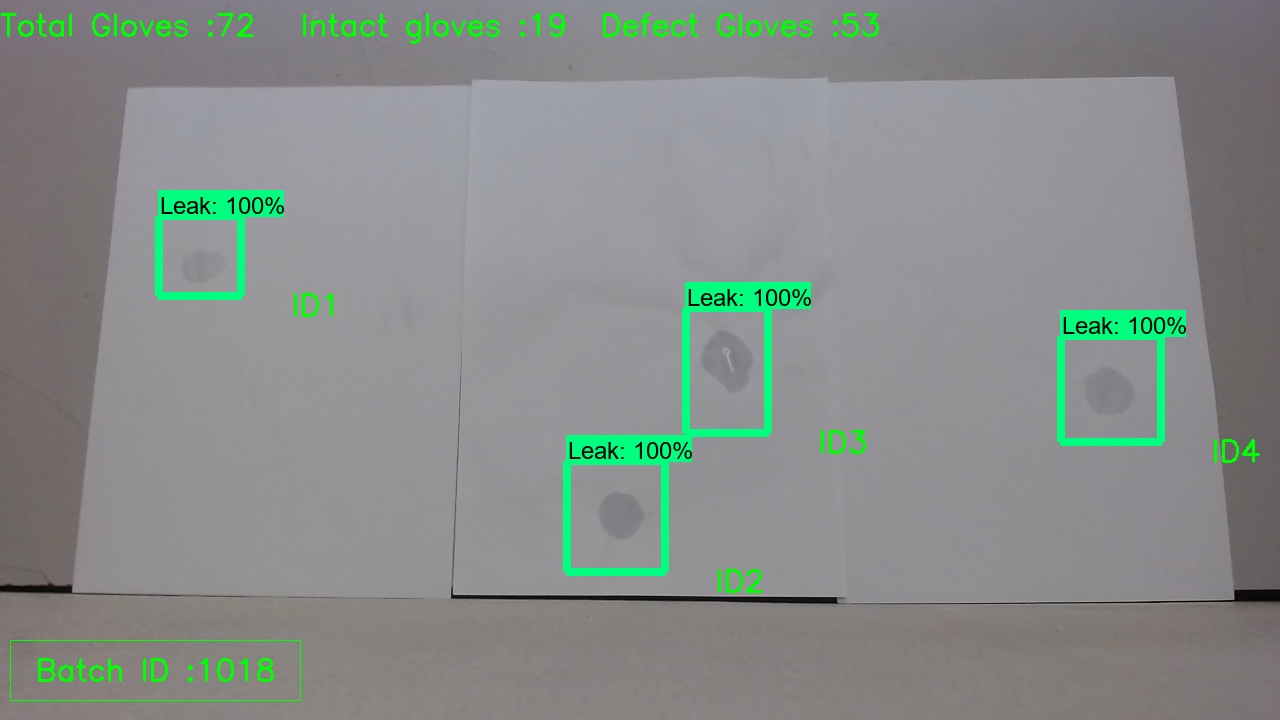 Total Gloves :72 Intact gloves :19 Defect Gloves :53
Leak: 100%
ID1
Leak: 100%
ID3
Leak: 100%
ID4
Leak: 100%
ID2
Batch ID :1018